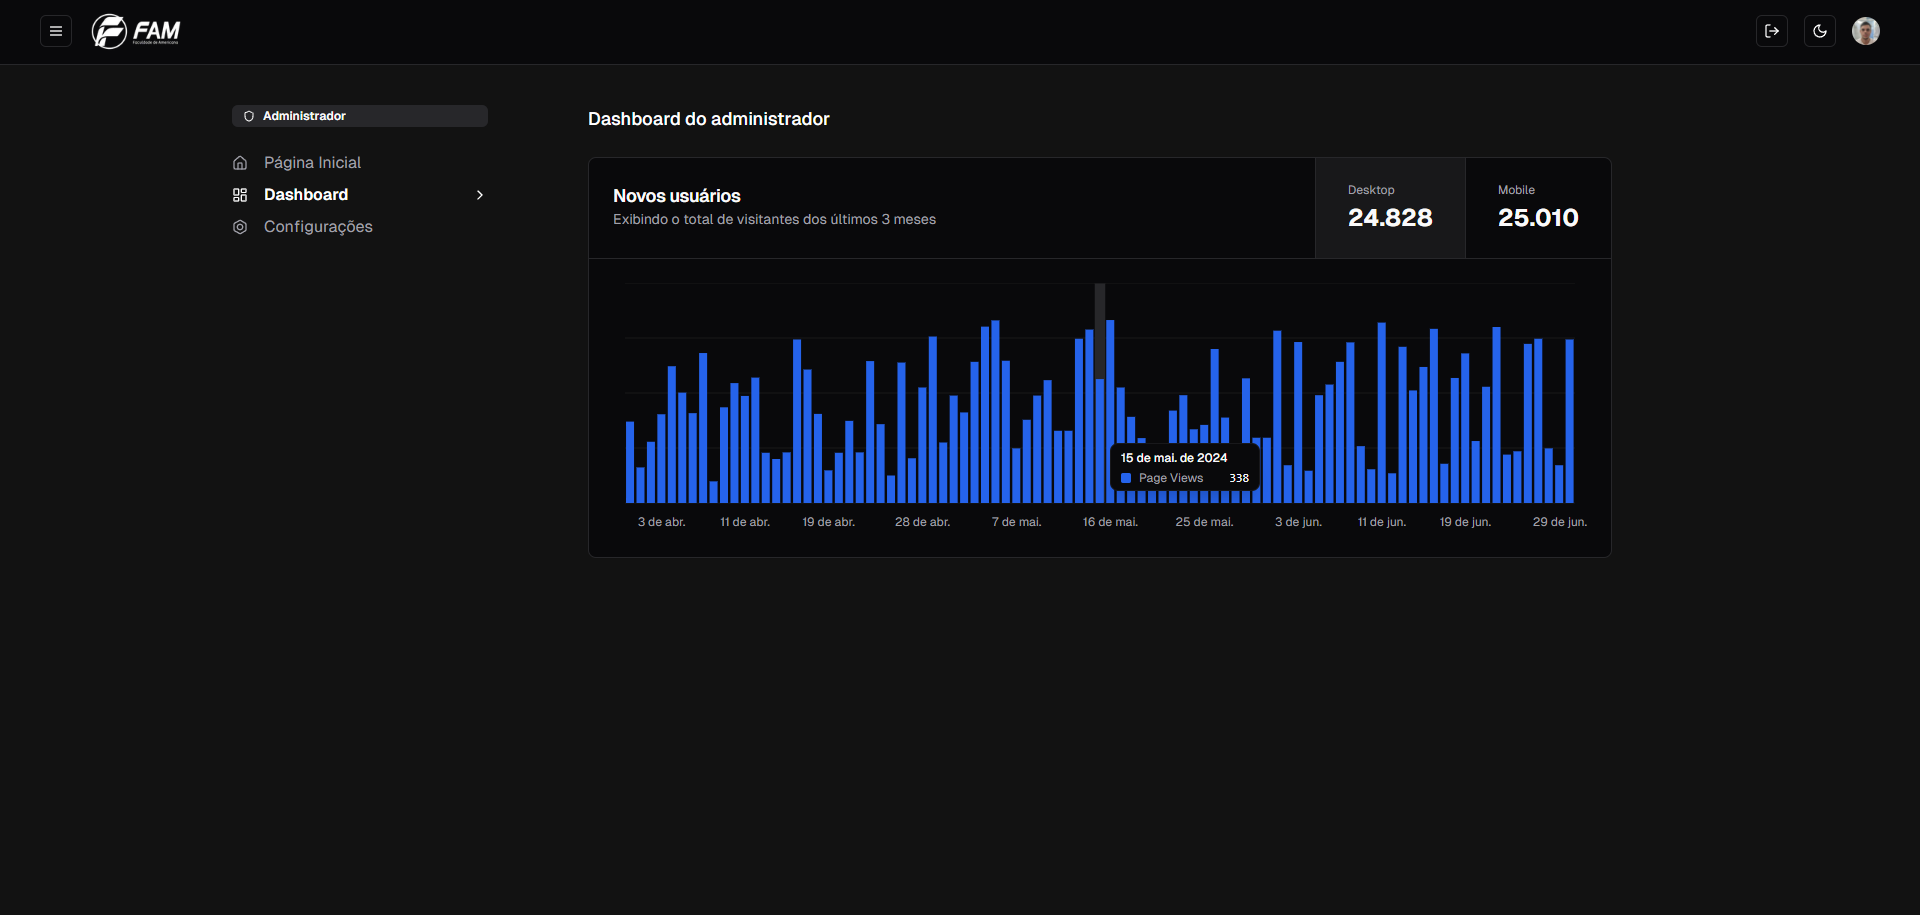 FAM
Faculdade de Americana
Administrador
Página Inicial
Dashboard
Configurações
Dashboard do administrador
Novos usuários
Exibindo o total de visitantes dos últimos 3 meses
Desktop
24.828
Mobile
25.010
15 de mai. de 2024
Page Views 338
3 de abr. 11 de abr. 19 de abr. 28 de abr. 7 de mai. 16 de mai. 25 de mai. 3 de jun. 11 de jun. 19 de jun. 29 de jun.